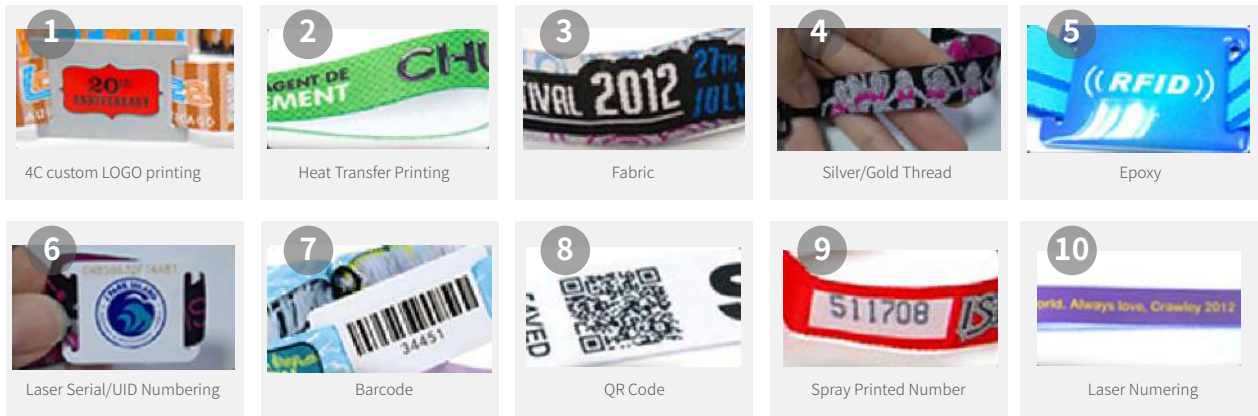 1
20TH
ANNIVERSARY
4C custom LOGO printing
2
AGENT DE
EMENT
CHU
Heat Transfer Printing
3
TIVAL 2012 27TH
JULY
Fabric
4
Silver/Gold Thread
5
((RFID))
Epoxy
6
Laser Serial/UID Numbering
7
34451
Barcode
8
AVED
S
QR Code
9
511708
Spray Printed Number
10
orld. Always love, Crawley 2012
Laser Numering